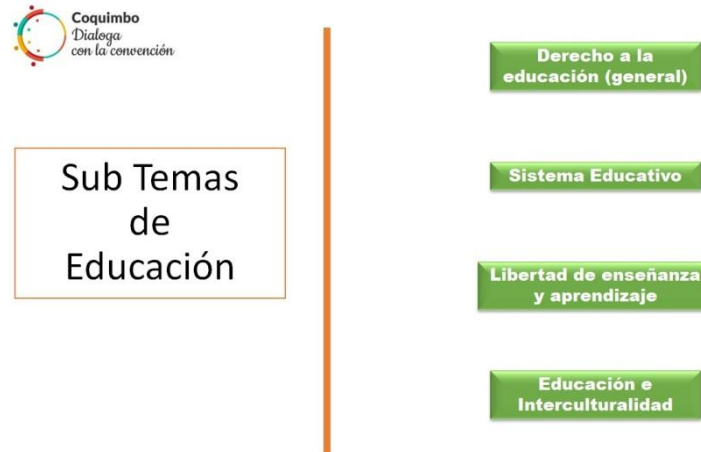 Coquimbo
Dialoga
con la convención
Sub Temas
de
Educación
Derecho a la
educación (general)
Sistema Educativo
Libertad de enseñanza
y aprendizaje
Educación e
Interculturalidad